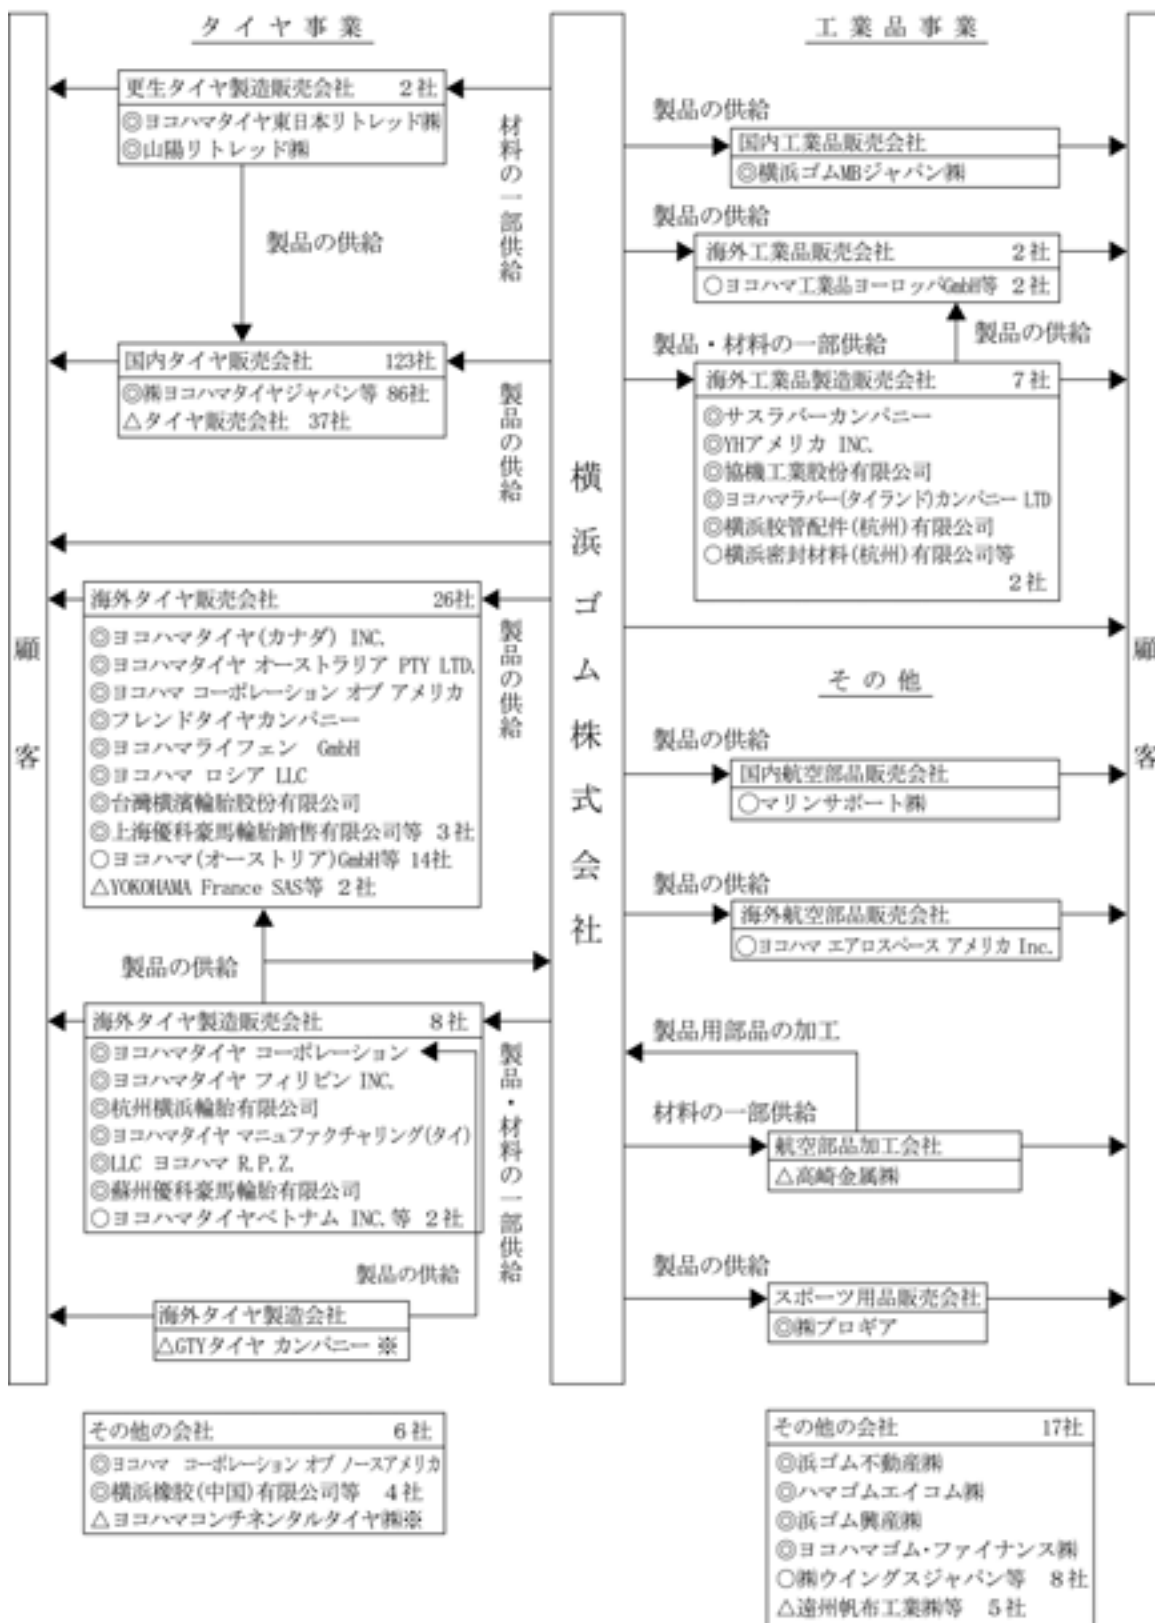 タイヤ事業
更生タイヤ製造販売会社 2社
◎ヨコハマタイヤ東日本リトレッド㈱
◎山陽リトレッド㈱
材料の一部供給
製品の供給
国内タイヤ販売会社 123社
◎㈱ヨコハマタイヤジャパン等 86社
△タイヤ販売会社 37社
製品の供給
海外タイヤ販売会社 26社
◎ヨコハマタイヤ(カナダ) INC.
◎ヨコハマタイヤ オーストラリア PTY LTD.
◎ヨコハマ コーポレーション オブ アメリカ
◎フレンドタイヤカンパニー
◎ヨコハマライフェン GmbH
◎ヨコハマ ロシア LLC
◎台灣横濱輪胎股份有限公司
◎上海優科豪馬輪胎銷售有限公司等 3社
○ヨコハマ(オーストリア)GmbH等 14社
△YOKOHAMA France SAS等 2社
製品の供給
製品の供給
海外タイヤ製造販売会社 8社
◎ヨコハマタイヤ コーポレーション
◎ヨコハマタイヤ フィリピン INC.
◎杭州横浜輪胎有限公司
◎ヨコハマタイヤ マニュファクチャリング(タイ)
◎LLC ヨコハマ R.P.Z.
◎蘇州優科豪馬輪胎有限公司
○ヨコハマタイヤベトナム INC.等 2社
製品・材料の一部供給
製品の供給
海外タイヤ製造会社
△GTYタイヤ カンパニー ※
その他の会社 6社
◎ヨコハマ コーポレーション オブ ノースアメリカ
◎横浜橡胶(中国)有限公司等 4社
△ヨコハマコンチネンタルタイヤ㈱※
顧客
横浜ゴム株式会社
工業品事業
製品の供給
国内工業品販売会社
◎横浜ゴムMBジャパン㈱
製品の供給
海外工業品販売会社 2社
○ヨコハマ工業品ヨーロッパGmbH等 2社
製品の供給
製品・材料の一部供給
海外工業品製造販売会社 7社
◎サスラバーカンパニー
◎YHアメリカ INC.
◎協機工業股份有限公司
◎ヨコハマラバー(タイランド)カンパニー LTD
◎横浜胶管配件(杭州)有限公司
○横浜密封材料(杭州)有限公司等
2社
その他
製品の供給
国内航空部品販売会社
○マリンサポート㈱
製品の供給
海外航空部品販売会社
○ヨコハマ エアロスペース アメリカ Inc.
製品用部品の加工
材料の一部供給
航空部品加工会社
△高崎金属㈱
製品の供給
スポーツ用品販売会社
◎㈱プロギア
顧客
その他の会社 17社
◎浜ゴム不動産㈱
◎ハマゴムエイコム㈱
◎浜ゴム興産㈱
◎ヨコハマゴム・ファイナンス㈱
○㈱ウイングスジャパン等 8社
△遠州帆布工業㈱等 5社